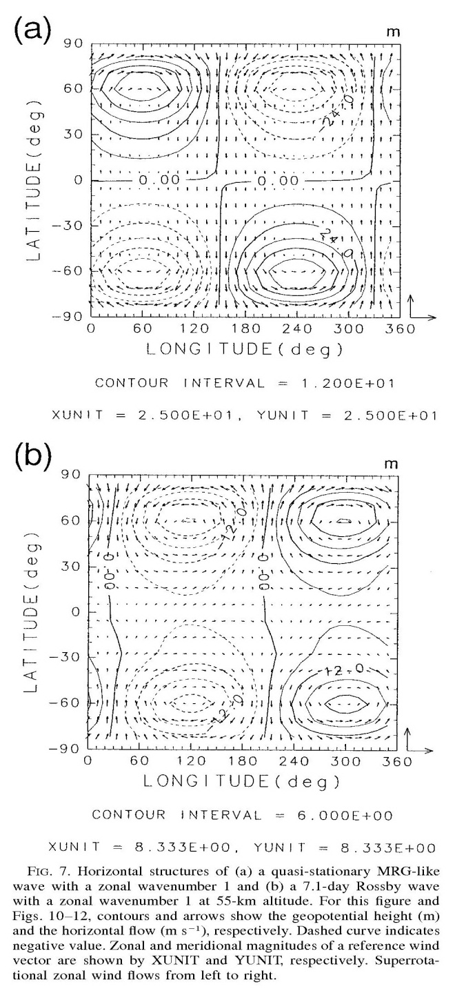 (a)
m
90
60
30
0
-30
-60
-90
LATITUDE(deg)
-24.0
0.00
0.00
24.0
0 60 120 180 240 300 360
LONGITUDE(deg)
CONTOUR INTERVAL = 1.200E+01
XUNIT = 2.500E+01, YUNIT = 2.500E+01
(b)
m
90
60
30
0
-30
-60
-90
LATITUDE(deg)
-12.0
0.00
0.00
12.0
-12.0
0 60 120 180 240 300 360
LONGITUDE(deg)
CONTOUR INTERVAL = 6.000E+00
XUNIT = 8.333E+00, YUNIT = 8.333E+00
FIG. 7. Horizontal structures of (a) a quasi-stationary MRG-like
wave with a zonal wavenumber 1 and (b) a 7.1-day Rossby wave
with a zonal wavenumber 1 at 55-km altitude. For this figure and
Figs. 10–12, contours and arrows show the geopotential height (m)
and the horizontal flow (m s⁻¹), respectively. Dashed curve indicates
negative value. Zonal and meridional magnitudes of a reference wind
vector are shown by XUNIT and YUNIT, respectively. Superrota-
tional zonal wind flows from left to right.